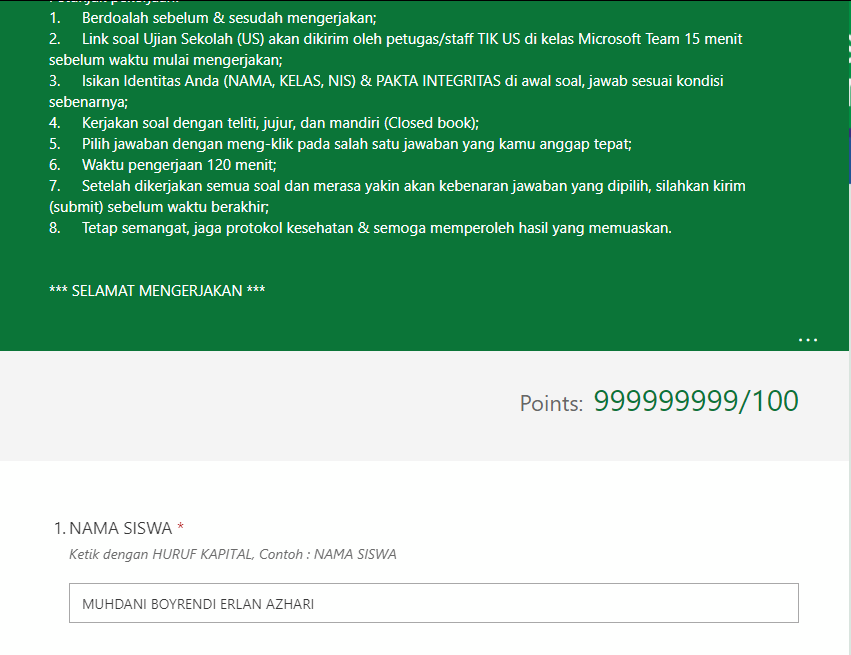 1. Berdoalah sebelum & sesudah mengerjakan;
2. Link soal Ujian Sekolah (US) akan dikirim oleh petugas/staff TIK US di kelas Microsoft Team 15 menit
sebelum waktu mulai mengerjakan;
3. Isikan Identitas Anda (NAMA, KELAS, NIS) & PAKTA INTEGRITAS di awal soal, jawab sesuai kondisi
sebenarnya;
4. Kerjakan soal dengan teliti, jujur, dan mandiri (Closed book);
5. Pilih jawaban dengan meng-klik pada salah satu jawaban yang kamu anggap tepat;
6. Waktu pengerjaan 120 menit;
7. Setelah dikerjakan semua soal dan merasa yakin akan kebenaran jawaban yang dipilih, silahkan kirim
(submit) sebelum waktu berakhir;
8. Tetap semangat, jaga protokol kesehatan & semoga memperoleh hasil yang memuaskan.
*** SELAMAT MENGERJAKAN ***
...
Points: 999999999/100
1. NAMA SISWA *
Ketik dengan HURUF KAPITAL, Contoh : NAMA SISWA
MUHDANI BOYRENDI ERLAN AZHARI